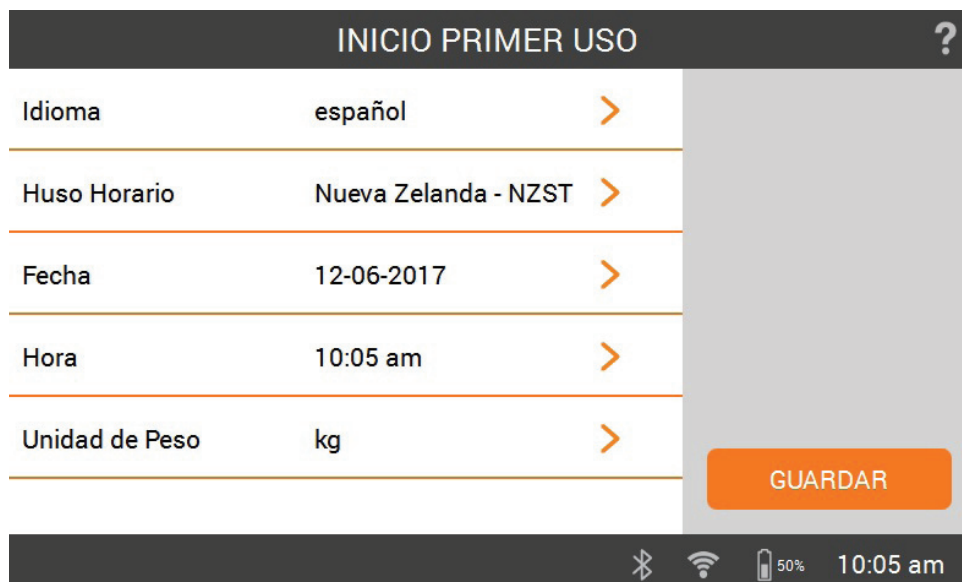 INICIO PRIMER USO ?
Idioma español
Huso Horario Nueva Zelanda - NZST
Fecha 12-06-2017
Hora 10:05 am
Unidad de Peso kg
GUARDAR
50% 10:05 am